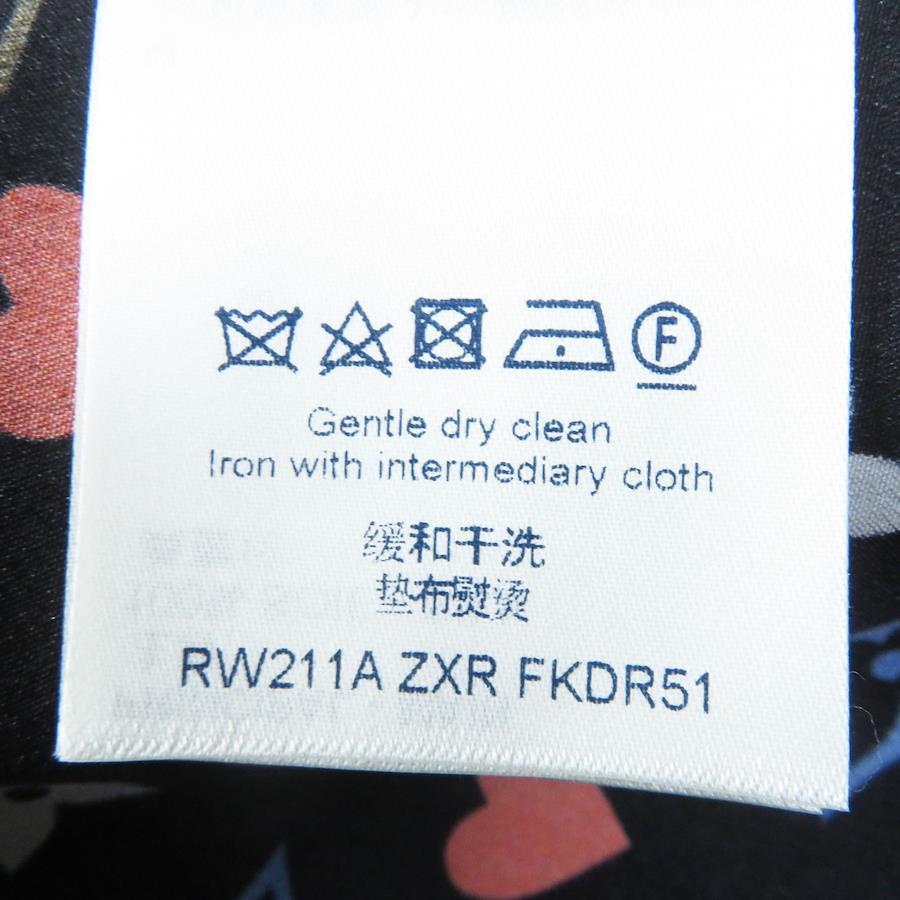 F
Gentle dry clean
Iron with intermediary cloth
缓和干洗
垫布熨烫
RW211A ZXR FKDR51